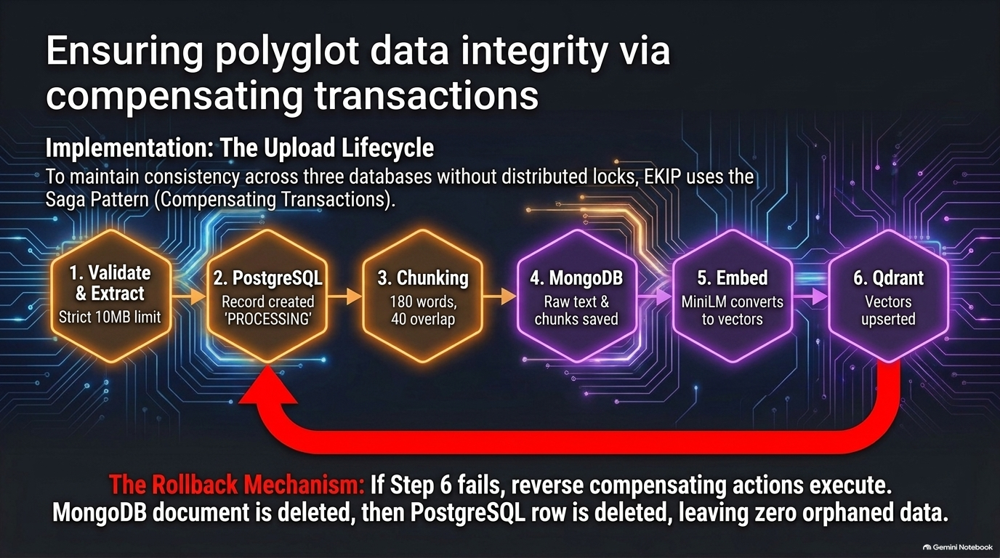 Ensuring polyglot data integrity via
compensating transactions
Implementation: The Upload Lifecycle
To maintain consistency across three databases without distributed locks, EKIP uses the
Saga Pattern (Compensating Transactions).
1. Validate
& Extract
Strict 10MB limit
2. PostgreSQL
Record created
'PROCESSING'
3. Chunking
180 words,
40 overlap
4. MongoDB
Raw text &
chunks saved
5. Embed
MiniLM converts
to vectors
6. Qdrant
Vectors
upserted
The Rollback Mechanism: If Step 6 fails, reverse compensating actions execute.
MongoDB document is deleted, then PostgreSQL row is deleted, leaving zero orphaned data.
Gemini Notebook